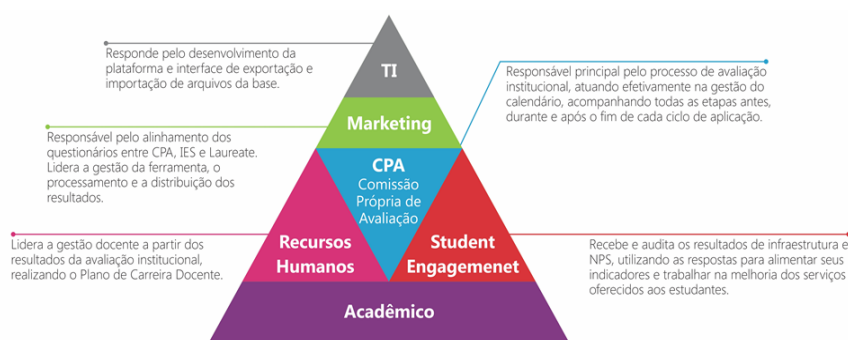 Responde pelo desenvolvimento da
plataforma e interface de exportação e
importação de arquivos da base.
TI
Responsável principal pelo processo de avaliação
institucional, atuando efetivamente na gestão do
calendário, acompanhando todas as etapas antes,
durante e após o fim de cada ciclo de aplicação.
Marketing
Responsável pelo alinhamento dos
questionários entre CPA, IES e Laureate.
Lidera a gestão da ferramenta, o
processamento e a distribuição dos
resultados.
CPA
Comissão
Própria de
Avaliação
Lidera a gestão docente a partir dos
resultados da avaliação institucional,
realizando o Plano de Carreira Docente.
Recursos
Humanos
Student
Engagemenet
Recebe e audita os resultados de infraestrutura e
NPS, utilizando as respostas para alimentar seus
indicadores e trabalhar na melhoria dos serviços
oferecidos aos estudantes.
Acadêmico